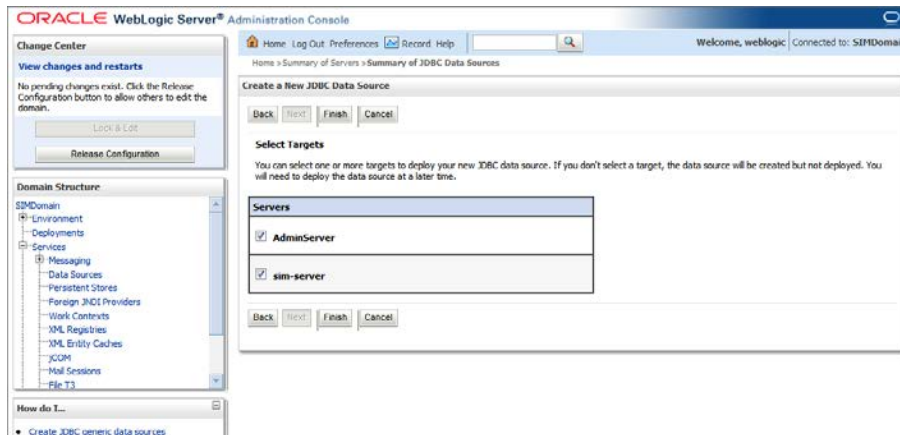 ORACLE WebLogic Server® Administration Console
Change Center
View changes and restarts
No pending changes exist. Click the Release
Configuration button to allow others to edit the
domain.
Lock & Edit
Release Configuration
Domain Structure
SIMDomain
Environment
Deployments
Services
Messaging
Data Sources
Persistent Stores
Foreign JNDI Providers
Work Contexts
XML Registries
XML Entity Caches
jCOM
Mail Sessions
File T3
How do I...
Create JDBC generic data sources
Home Log Out Preferences Record Help
Welcome, weblogic Connected to: SIMDomai
Home >Summary of Servers >Summary of JDBC Data Sources
Create a New JDBC Data Source
Back Next Finish Cancel
Select Targets
You can select one or more targets to deploy your new JDBC data source. If you don't select a target, the data source will be created but not deployed. You
will need to deploy the data source at a later time.
Servers
AdminServer
sim-server
Back Next Finish Cancel